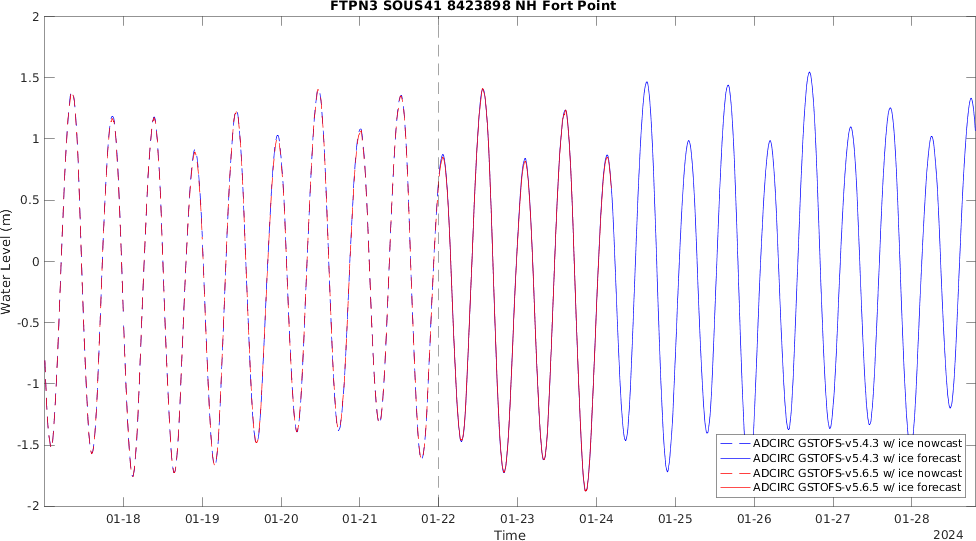 FTPN3 SOUS41 8423898 NH Fort Point
2
1.5
1
0.5
0
-0.5
-1
-1.5
-2
Water Level (m)
01-18 01-19 01-20 01-21 01-22 01-23 01-24 01-25 01-26 01-27 01-28
Time
2024
ADCIRC GSTOFS-v5.4.3 w/ ice nowcast
ADCIRC GSTOFS-v5.4.3 w/ ice forecast
ADCIRC GSTOFS-v5.6.5 w/ ice nowcast
ADCIRC GSTOFS-v5.6.5 w/ ice forecast